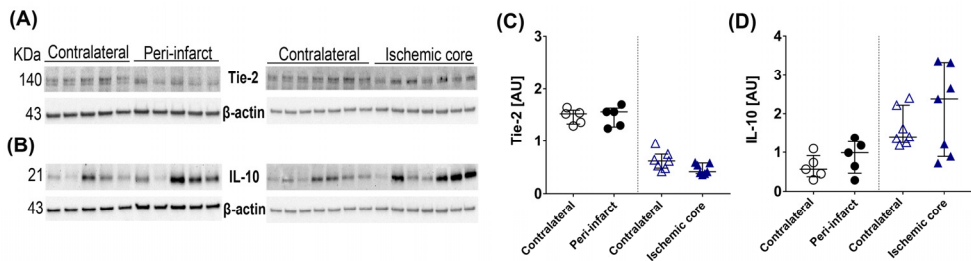 (A)
KDa Contralateral Peri-infarct Contralateral Ischemic core
140 Tie-2
43 β-actin
(B)
21 IL-10
43 β-actin
(C)
Tie-2 [AU]
3
2
1
0
Contralateral
Peri-infarct
Contralateral
Ischemic core
(D)
IL-10 [AU]
4
3
2
1
0
Contralateral
Peri-infarct
Contralateral
Ischemic core